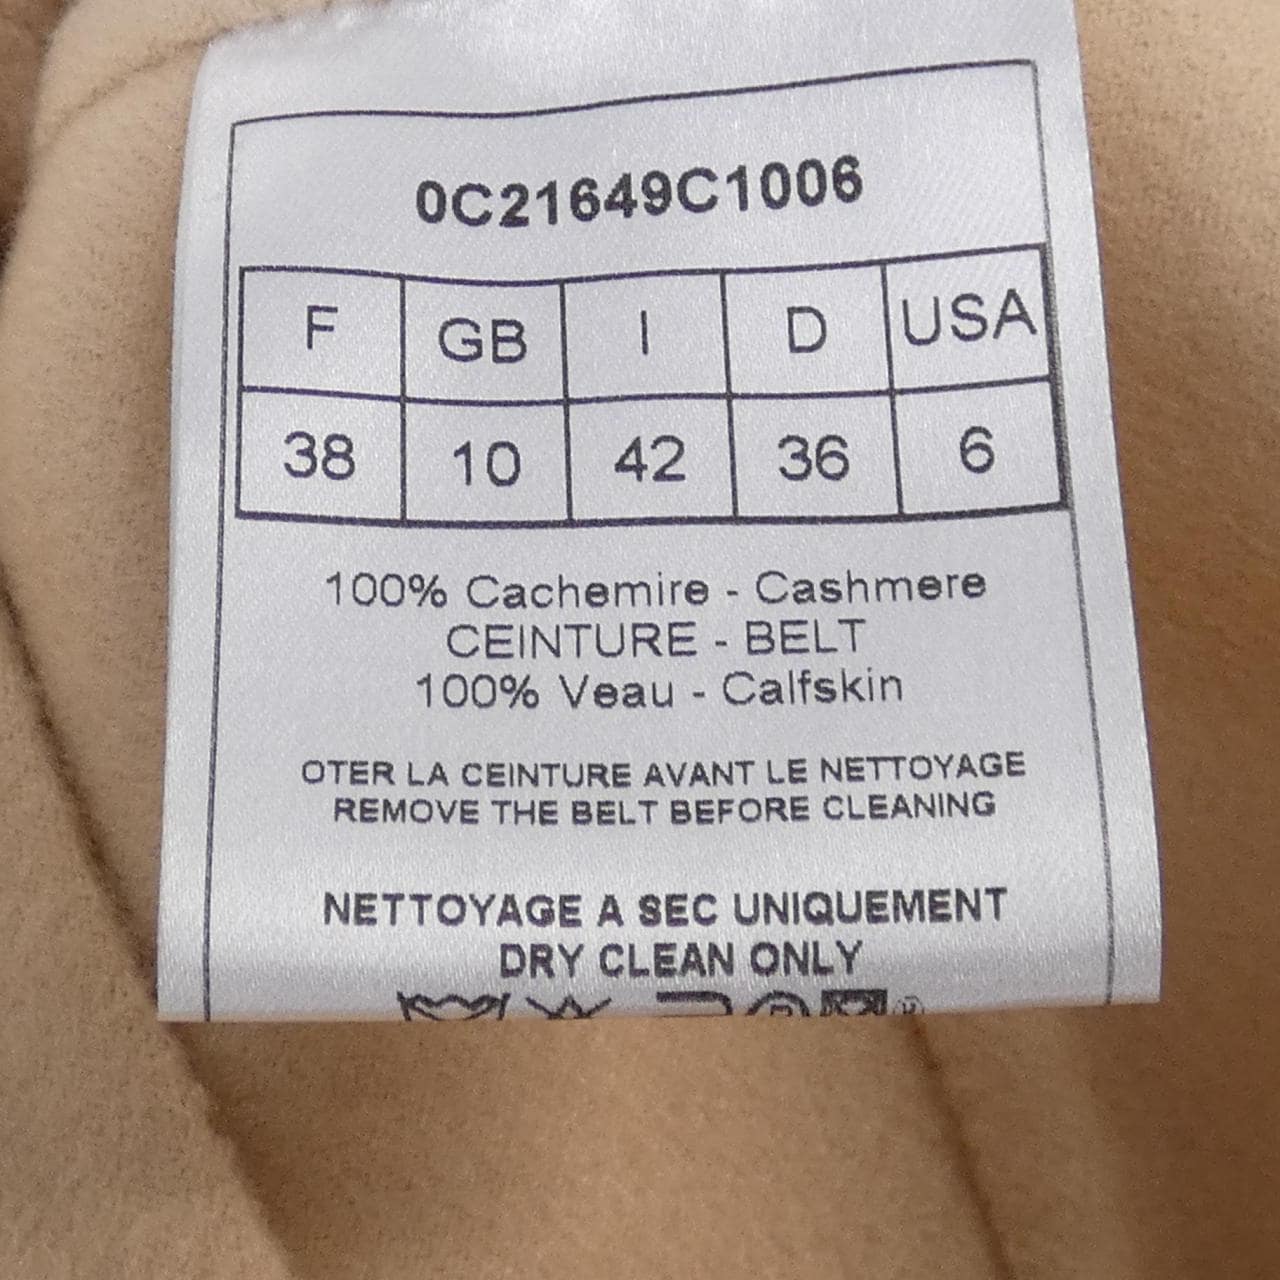 0C21649C1006
F GB I D USA
38 10 42 36 6
100% Cachemire - Cashmere
CEINTURE - BELT
100% Veau - Calfskin
OTER LA CEINTURE AVANT LE NETTOYAGE
REMOVE THE BELT BEFORE CLEANING
NETTOYAGE A SEC UNIQUEMENT
DRY CLEAN ONLY